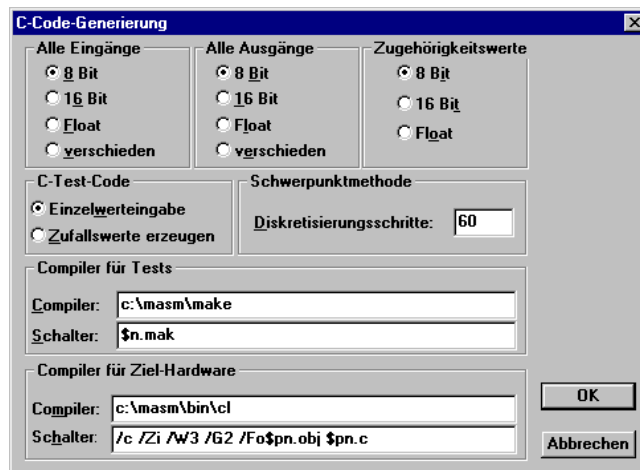 C-Code-Generierung
Alle Eingänge
8 Bit
16 Bit
Float
verschieden
Alle Ausgänge
8 Bit
16 Bit
Float
verschieden
Zugehörigkeitswerte
8 Bit
16 Bit
Float
C-Test-Code
Einzelwerteingabe
Zufallswerte erzeugen
Schwerpunktmethode
Diskretisierungsschritte: 60
Compiler für Tests
Compiler: c:\masm\make
Schalter: $n.mak
Compiler für Ziel-Hardware
Compiler: c:\masm\bin\cl
Schalter: /c /Zi /W3 /G2 /Fo$pn.obj $pn.c
OK
Abbrechen